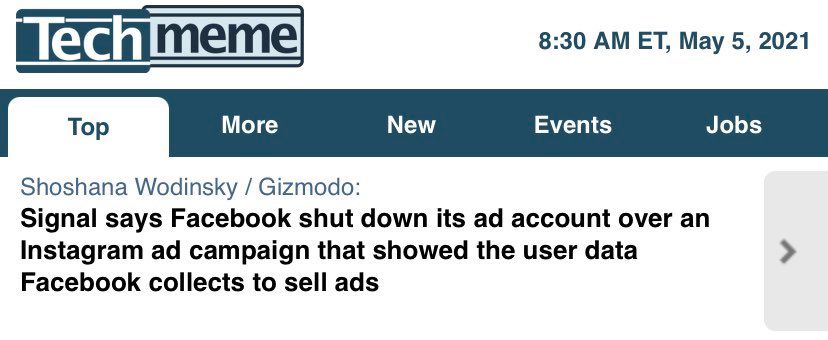 Techmeme
8:30 AM ET, May 5, 2021
Top More New Events Jobs
Shoshana Wodinsky / Gizmodo:
Signal says Facebook shut down its ad account over an
Instagram ad campaign that showed the user data
Facebook collects to sell ads